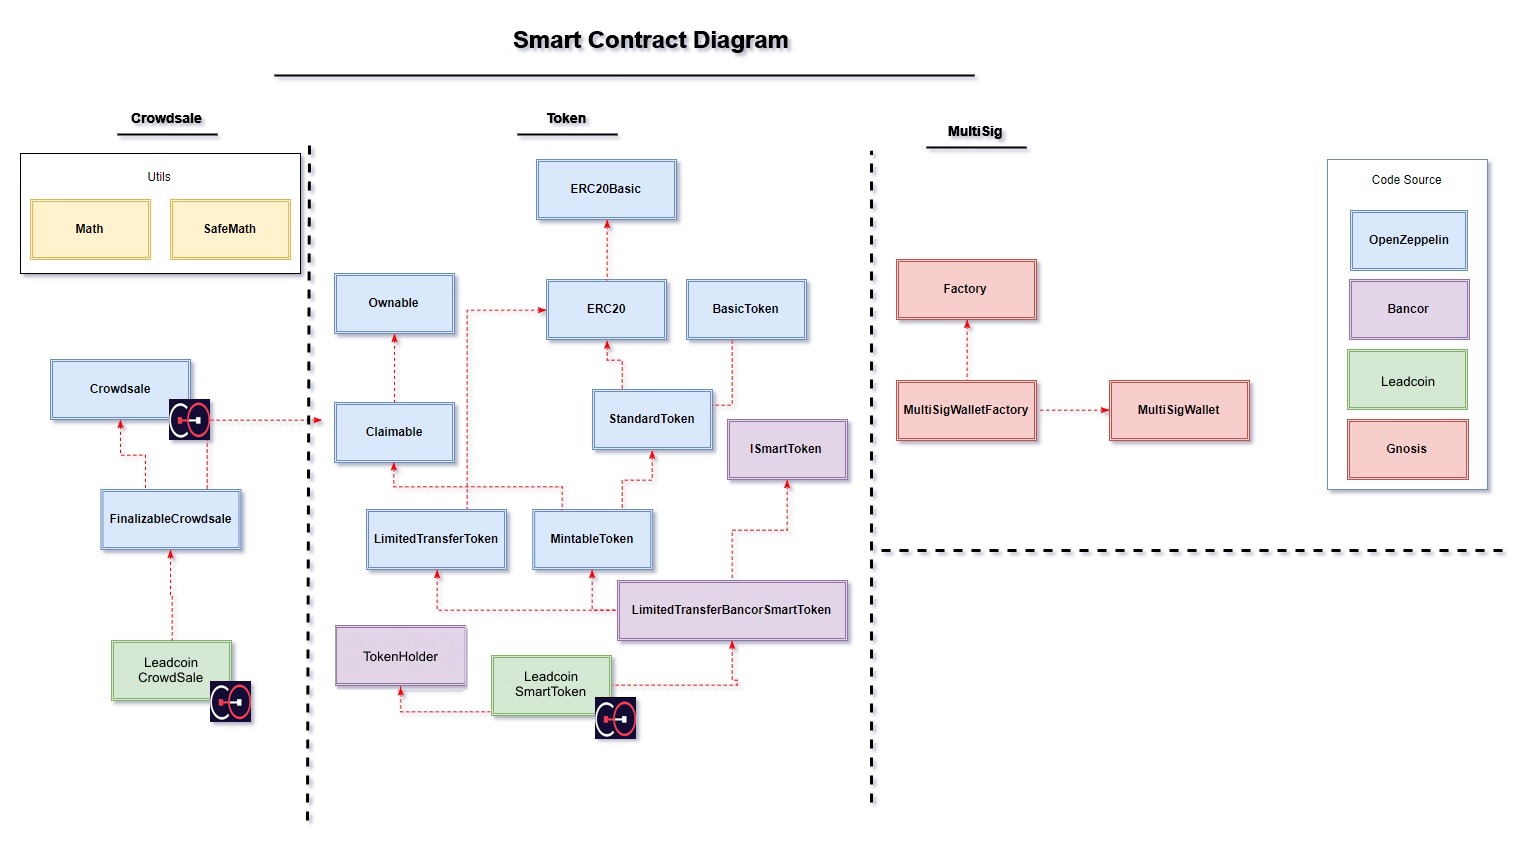 Smart Contract Diagram
Crowdsale
Utils
Math
SafeMath
Crowdsale
FinalizableCrowdsale
Leadcoin
CrowdSale
Token
ERC20Basic
Ownable
ERC20
BasicToken
Claimable
StandardToken
ISmartToken
LimitedTransferToken
MintableToken
LimitedTransferBancorSmartToken
TokenHolder
Leadcoin
SmartToken
MultiSig
Factory
MultiSigWalletFactory
MultiSigWallet
Code Source
OpenZeppelin
Bancor
Leadcoin
Gnosis